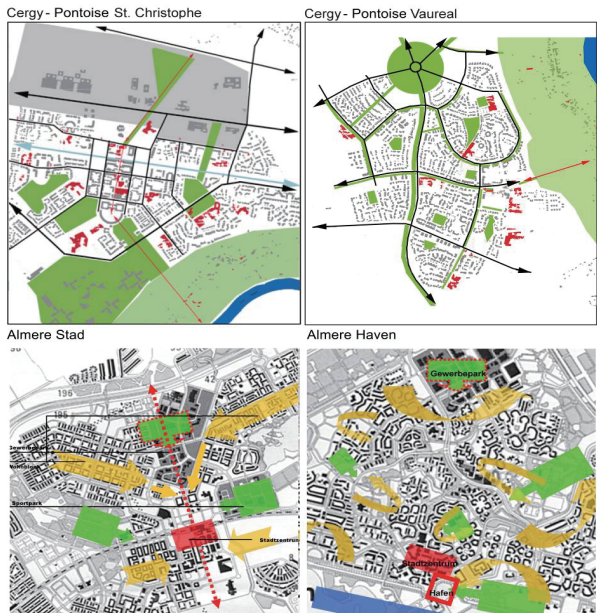 Cergy - Pontoise St. Christophe
Cergy - Pontoise Vaureal
Almere Stad
Almere Haven
Gewerbepark
Sportpark
Stadtzentrum
Stadtzentrum
Hafen